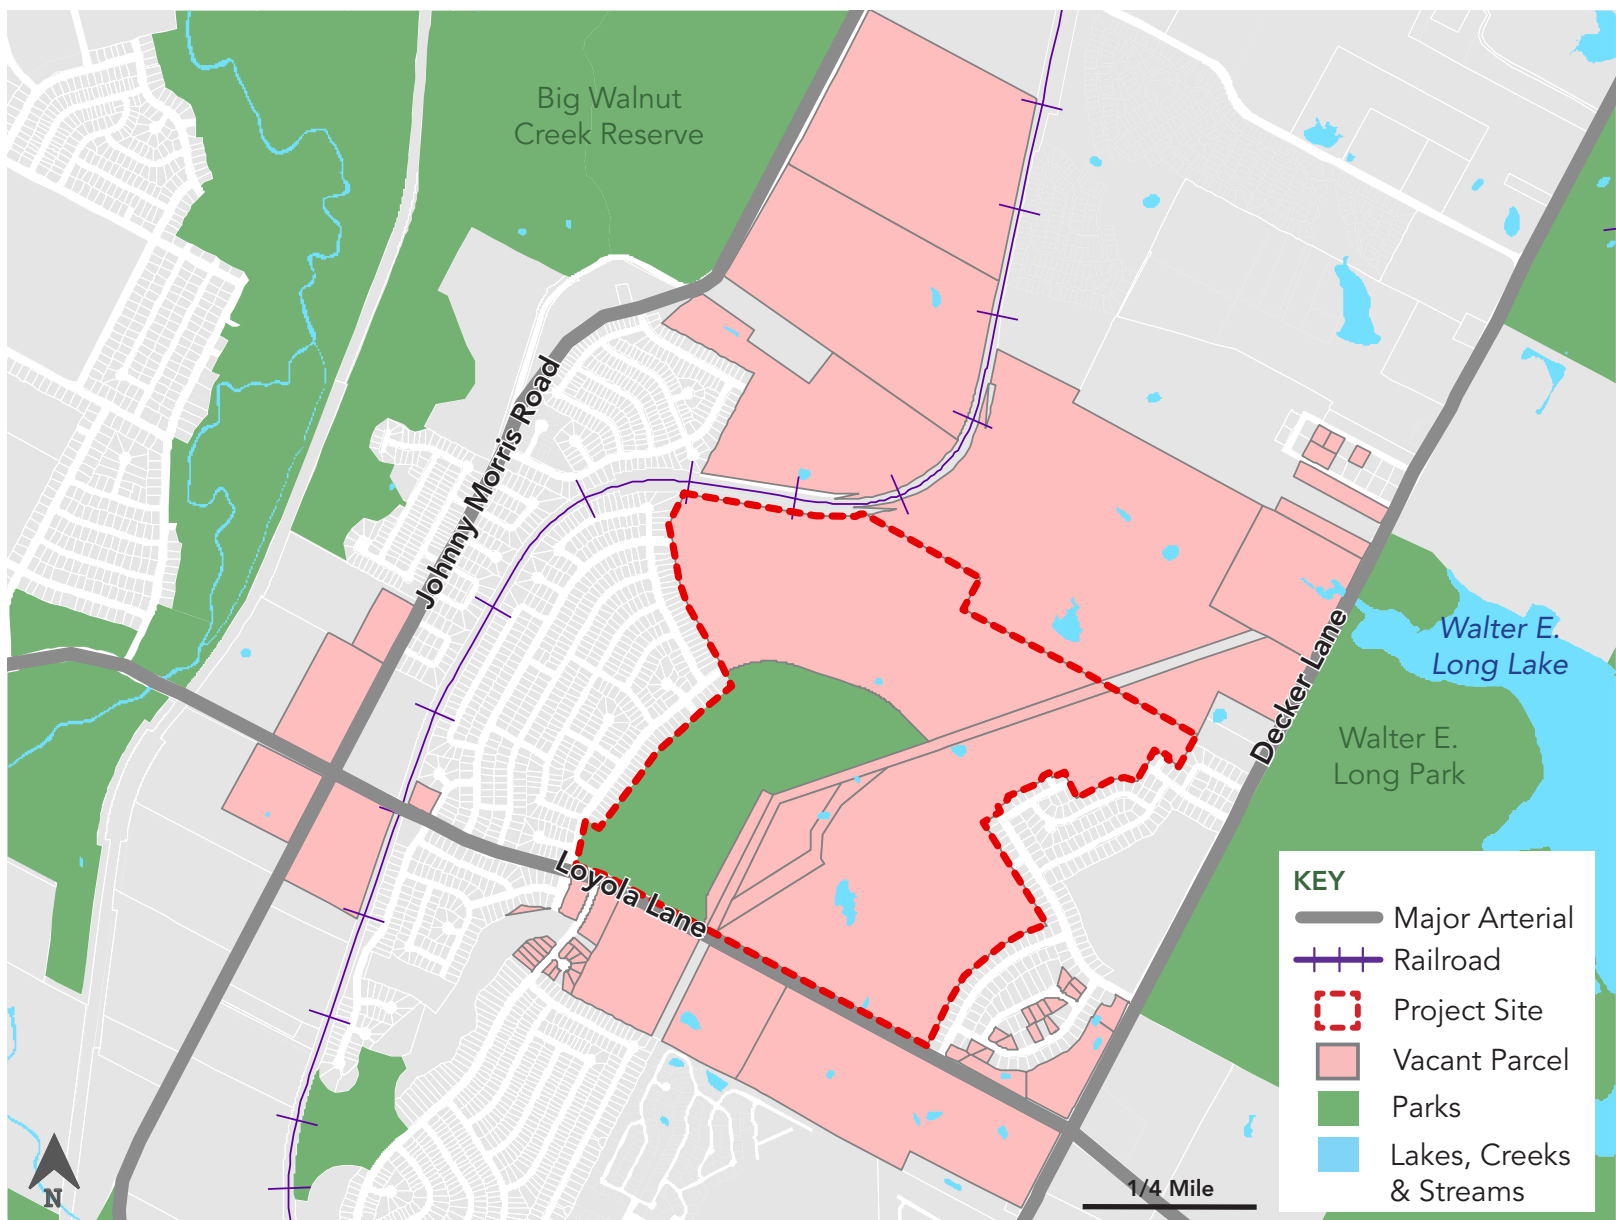 Big Walnut
Creek Reserve
Johnny Morris Road
Walter E.
Long Lake
Decker Lane
Walter E.
Long Park
Loyola Lane
KEY
Major Arterial
Railroad
Project Site
Vacant Parcel
Parks
Lakes, Creeks
& Streams
1/4 Mile
N